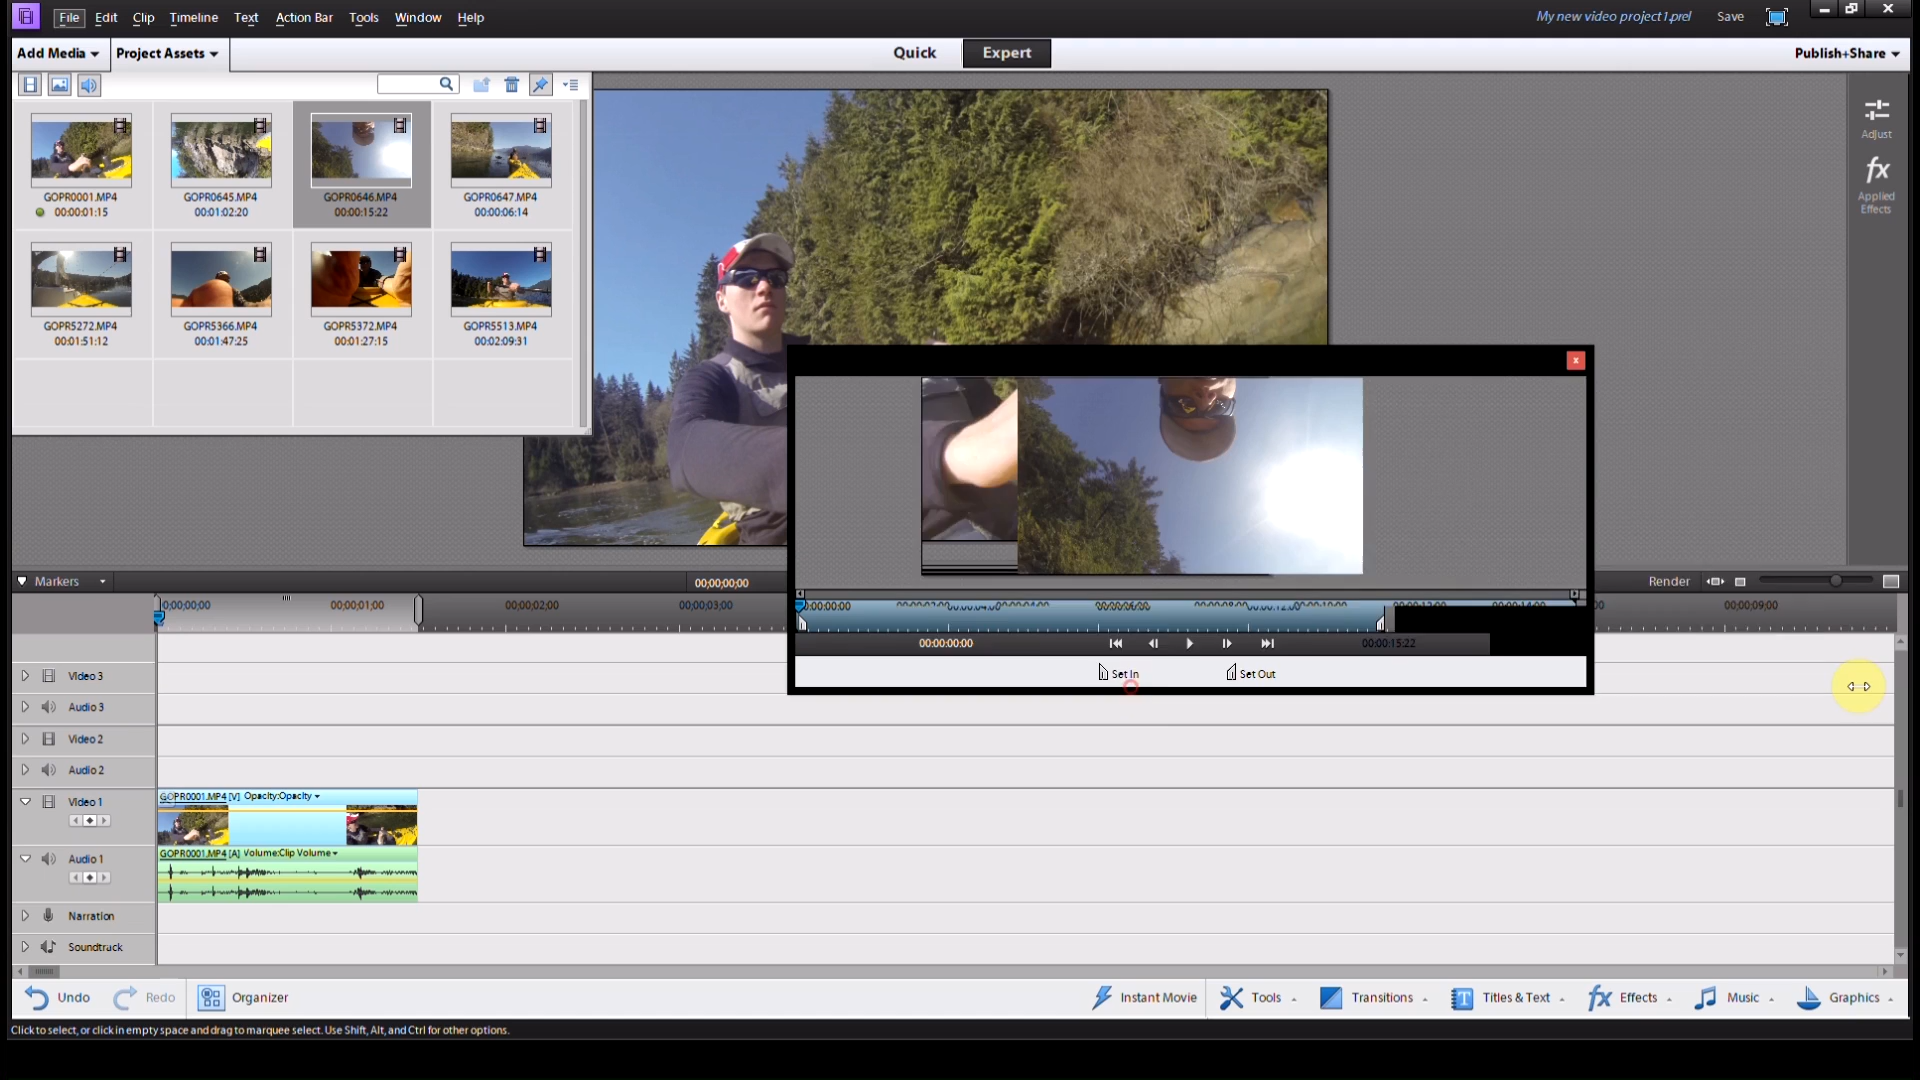 File Edit Clip Timeline Text Action Bar Tools Window Help
My new video project1.prel Save
Add Media Project Assets
Quick Expert
Publish+Share
GOPR0001.MP4 GOPR0645.MP4 GOPR0646.MP4 GOPR0647.MP4
00:00:01:15 00:01:02:20 00:00:15:22 00:00:06:14
GOPR5272.MP4 GOPR5366.MP4 GOPR5372.MP4 GOPR5513.MP4
00:01:51:12 00:01:47:25 00:01:27:15 00:02:09:31
Adjust
fx
Applied
Effects
Markers
00;00;00;00
Render
00:00:01;00 00:00:02;00 00:00:03;00 00:00:09;00
00:00:00:00 00:00:15:22
Set In Set Out
Video 3
Audio 3
Video 2
Audio 2
Video 1
GOPR0001.MP4 [V] Opacity:Opacity
Audio 1
GOPR0001.MP4 [A] Volume:Clip Volume
Narration
Soundtrack
Undo Redo Organizer
Instant Movie Tools Transitions T Titles & Text fx Effects Music Graphics
Click to select, or click in empty space and drag to marquee select. Use Shift, Alt, and Ctrl for other options.